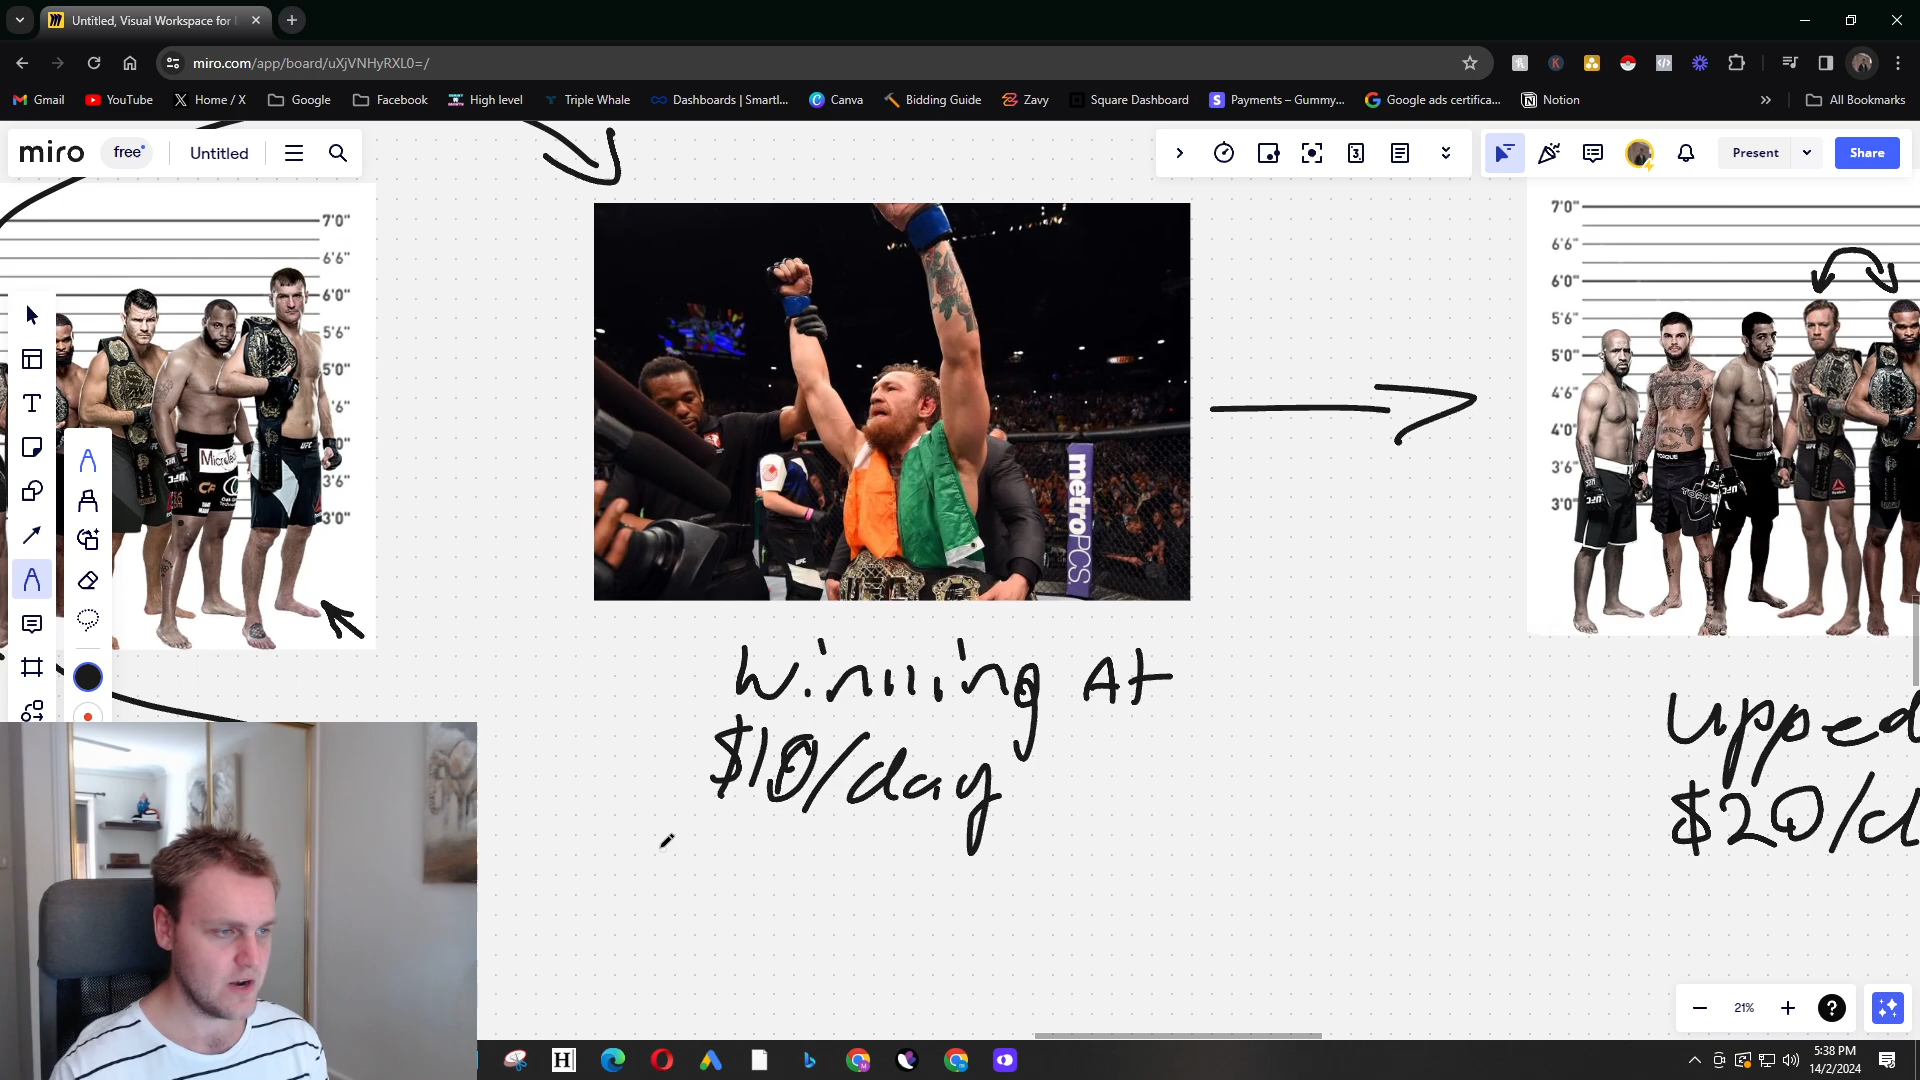 Untitled, Visual Workspace for
miro.com/app/board/uXjVNHyRXL0=/
Gmail YouTube Home / X Google Facebook High level Triple Whale Dashboards | Smartl... Canva Bidding Guide Zavy Square Dashboard Payments – Gummy... Google ads certifica... Notion » All Bookmarks
miro free Untitled Present Share
7'0"
6'6"
6'0"
5'6"
5'0"
3'6"
3'0"
metroPCS
UFC
7'0"
6'6"
6'0"
5'6"
5'0"
4'6"
4'0"
3'6"
3'0"
TORQUE
Winning At
$10/day
Upped
$20/d
21%
5:38 PM
14/2/2024